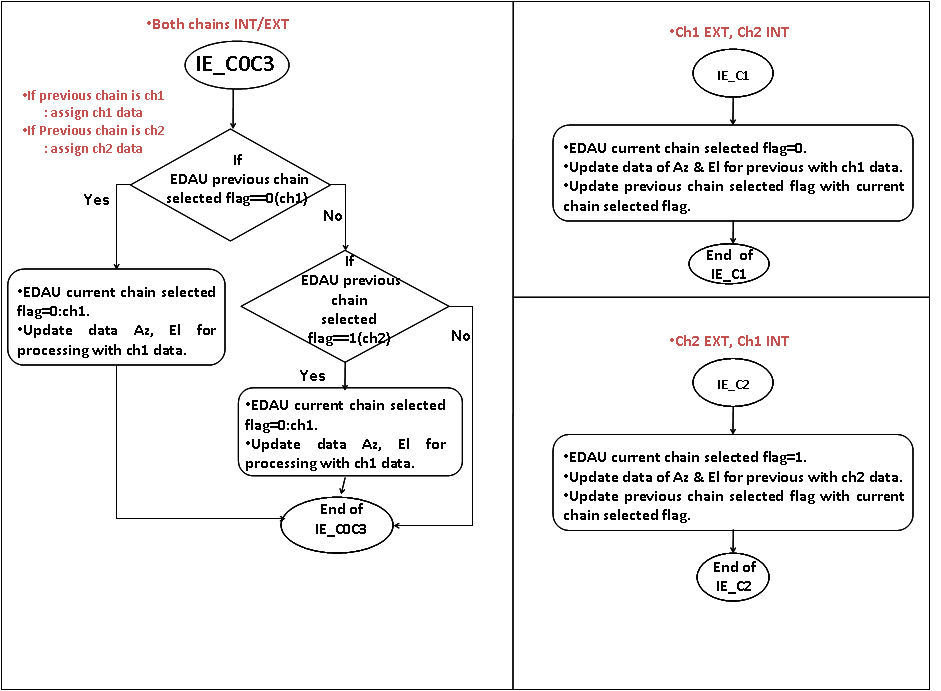 •Both chains INT/EXT
IE_C0C3
•If previous chain is ch1
: assign ch1 data
•If Previous chain is ch2
: assign ch2 data
If
EDAU previous chain
selected flag==0(ch1)
Yes
No
•EDAU current chain selected
flag=0:ch1.
•Update data Az, El for
processing with ch1 data.
If
EDAU previous
chain
selected
flag==1(ch2)
No
Yes
•EDAU current chain selected
flag=0:ch1.
•Update data Az, El for
processing with ch1 data.
End of
IE_C0C3
•Ch1 EXT, Ch2 INT
IE_C1
•EDAU current chain selected flag=0.
•Update data of Az & El for previous with ch1 data.
•Update previous chain selected flag with current
chain selected flag.
End of
IE_C1
•Ch2 EXT, Ch1 INT
IE_C2
•EDAU current chain selected flag=1.
•Update data of Az & El for previous with ch2 data.
•Update previous chain selected flag with current
chain selected flag.
End of
IE_C2